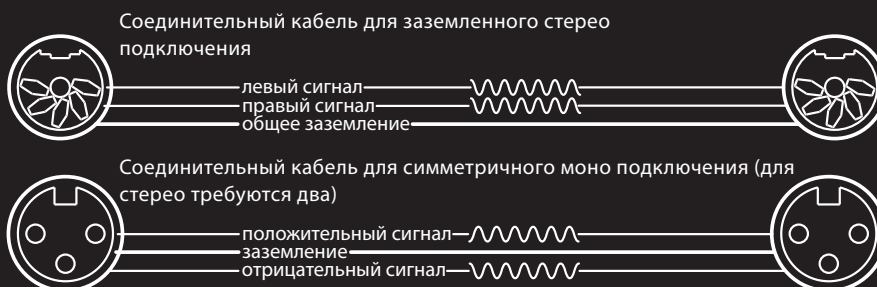 Соединительный кабель для заземленного стерео
подключения
левый сигнал
правый сигнал
общее заземление
Соединительный кабель для симметричного моно подключения (для
стерео требуются два)
положительный сигнал
заземление
отрицательный сигнал